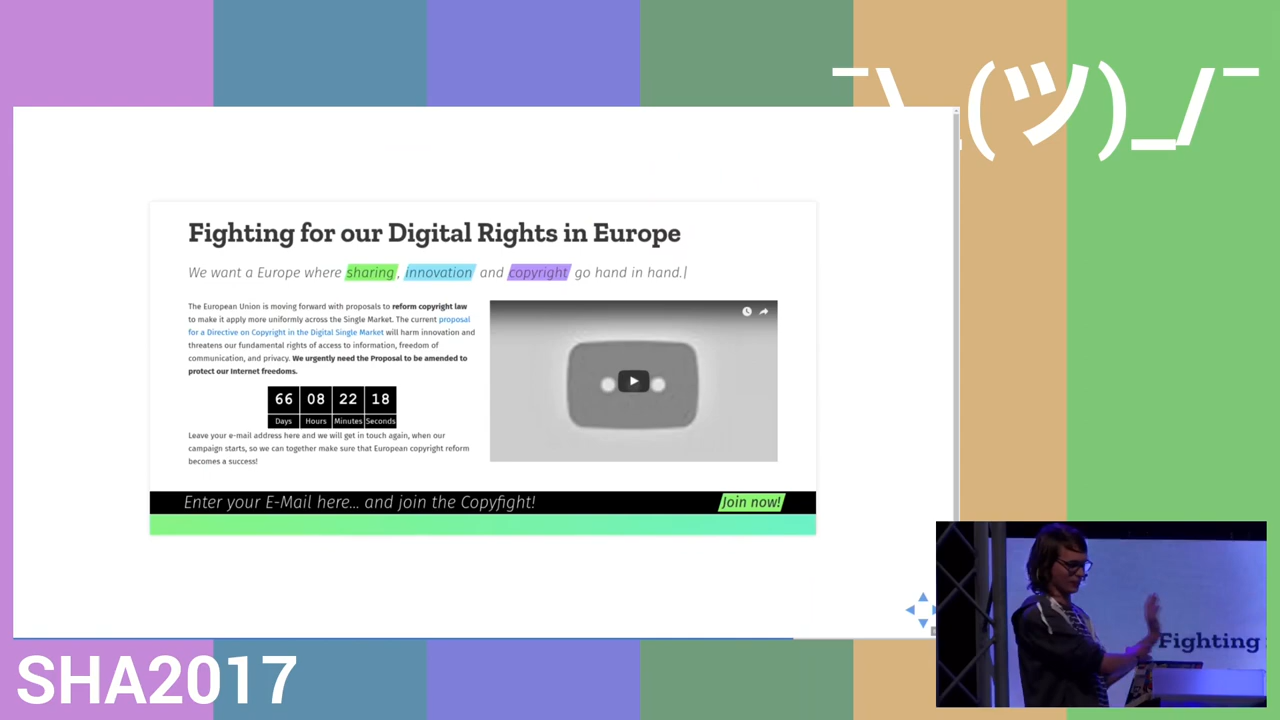 ¯\_(ツ)_/¯
Fighting for our Digital Rights in Europe
We want a Europe where sharing, innovation and copyright go hand in hand.|
The European Union is moving forward with proposals to reform copyright law
to make it apply more uniformly across the Single Market. The current proposal
for a Directive on Copyright in the Digital Single Market will harm innovation and
threatens our fundamental rights of access to information, freedom of
communication, and privacy. We urgently need the Proposal to be amended to
protect our Internet freedoms.
66 08 22 18
Days Hours Minutes Seconds
Leave your e-mail address here and we will get in touch again, when our
campaign starts, so we can together make sure that European copyright reform
becomes a success!
Enter your E-Mail here... and join the Copyfight!
Join now!
Fighting
SHA2017